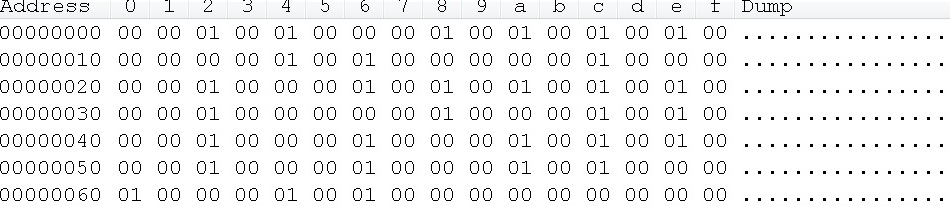 Address 0 1 2 3 4 5 6 7 8 9 a b c d e f Dump
00000000 00 00 01 00 01 00 00 00 01 00 01 00 01 00 01 00 ................
00000010 00 00 00 00 01 00 01 00 00 00 00 00 01 00 00 00 ................
00000020 00 00 01 00 00 00 01 00 01 00 01 00 01 00 01 00 ................
00000030 00 00 01 00 00 00 00 00 01 00 00 00 01 00 01 00 ................
00000040 00 00 01 00 00 00 01 00 00 00 01 00 01 00 01 00 ................
00000050 00 00 01 00 00 00 01 00 00 00 01 00 01 00 00 00 ................
00000060 01 00 00 00 01 00 01 00 00 00 00 00 00 00 00 00 ................